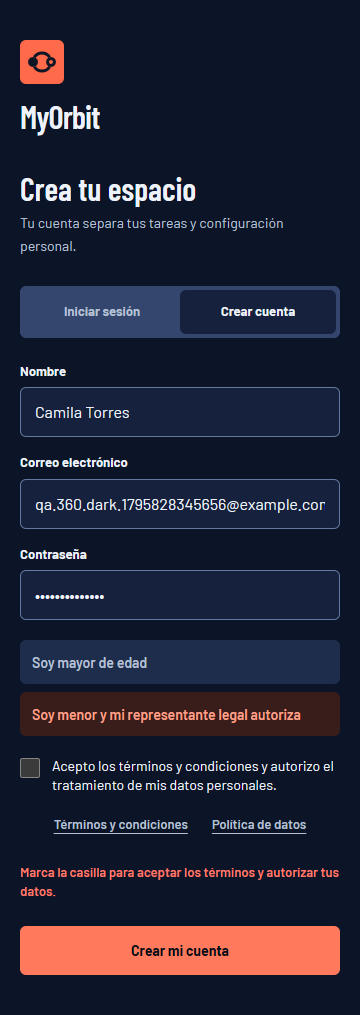 MyOrbit
Crea tu espacio
Tu cuenta separa tus tareas y configuración
personal.
Iniciar sesión
Crear cuenta
Nombre
Camila Torres
Correo electrónico
qa.360.dark.1795828345656@example.con
Contraseña
••••••••••••••
Soy mayor de edad
Soy menor y mi representante legal autoriza
Acepto los términos y condiciones y autorizo el
tratamiento de mis datos personales.
Términos y condiciones
Política de datos
Marca la casilla para aceptar los términos y autorizar tus
datos.
Crear mi cuenta